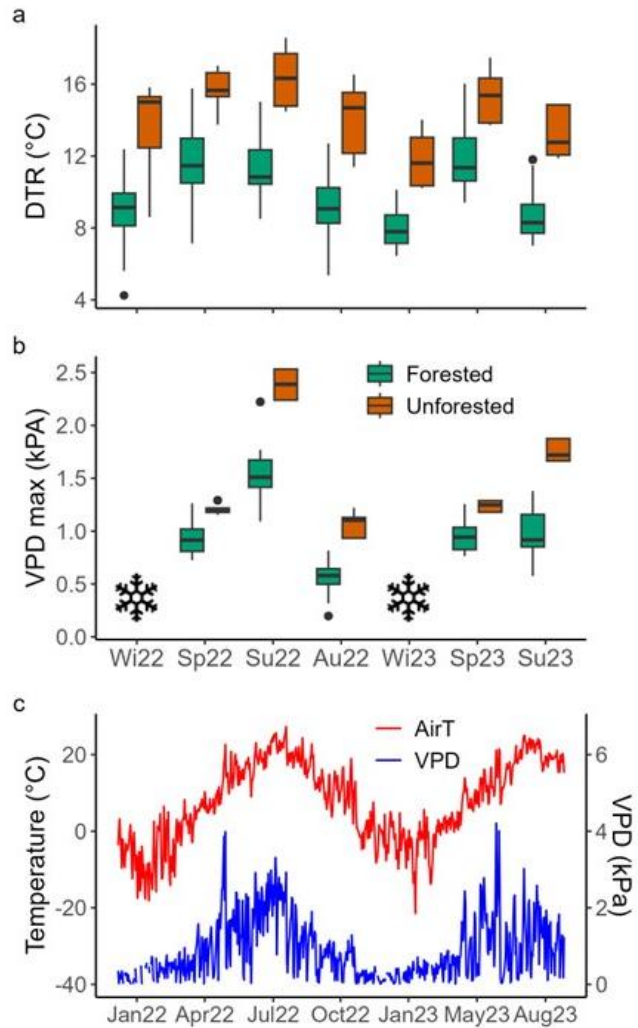 a
DTR (°C)
16
12
8
4
b
VPD max (kPA)
2.5
2.0
1.5
1.0
0.5
0.0
Forested
Unforested
Wi22 Sp22 Su22 Au22 Wi23 Sp23 Su23
c
Temperature (°C)
20
0
-20
-40
AirT
VPD
6
4
2
0
VPD (kPa)
Jan22 Apr22 Jul22 Oct22 Jan23 May23 Aug23